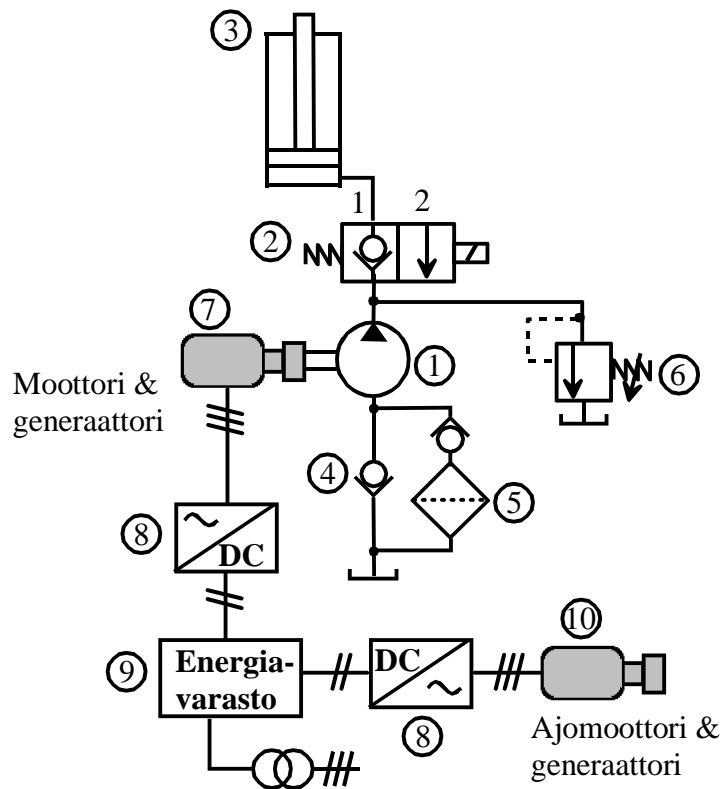 3
1 2
2
7
1
6
Moottori &
generaattori
4
5
8
DC
10
9
Energia-
varasto
DC
8
Ajomoottori &
generaattori